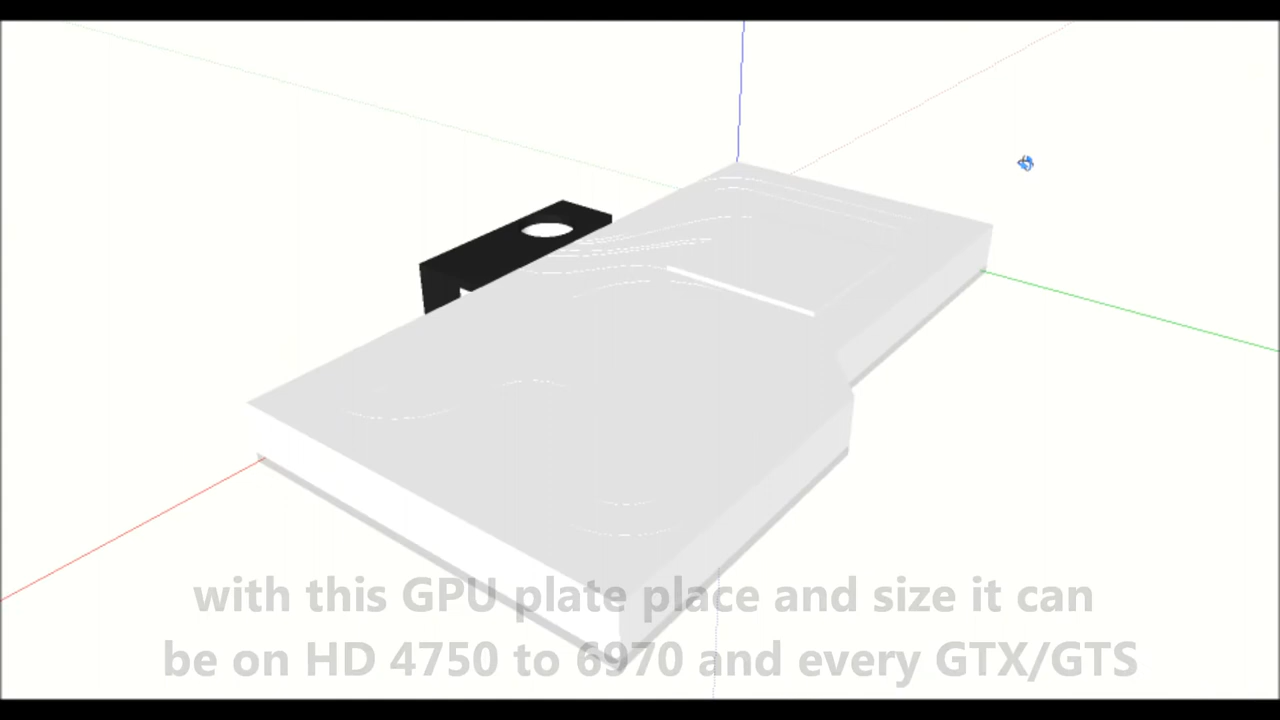 with this GPU plate place and size it can
be on HD 4750 to 6970 and every GTX/GTS